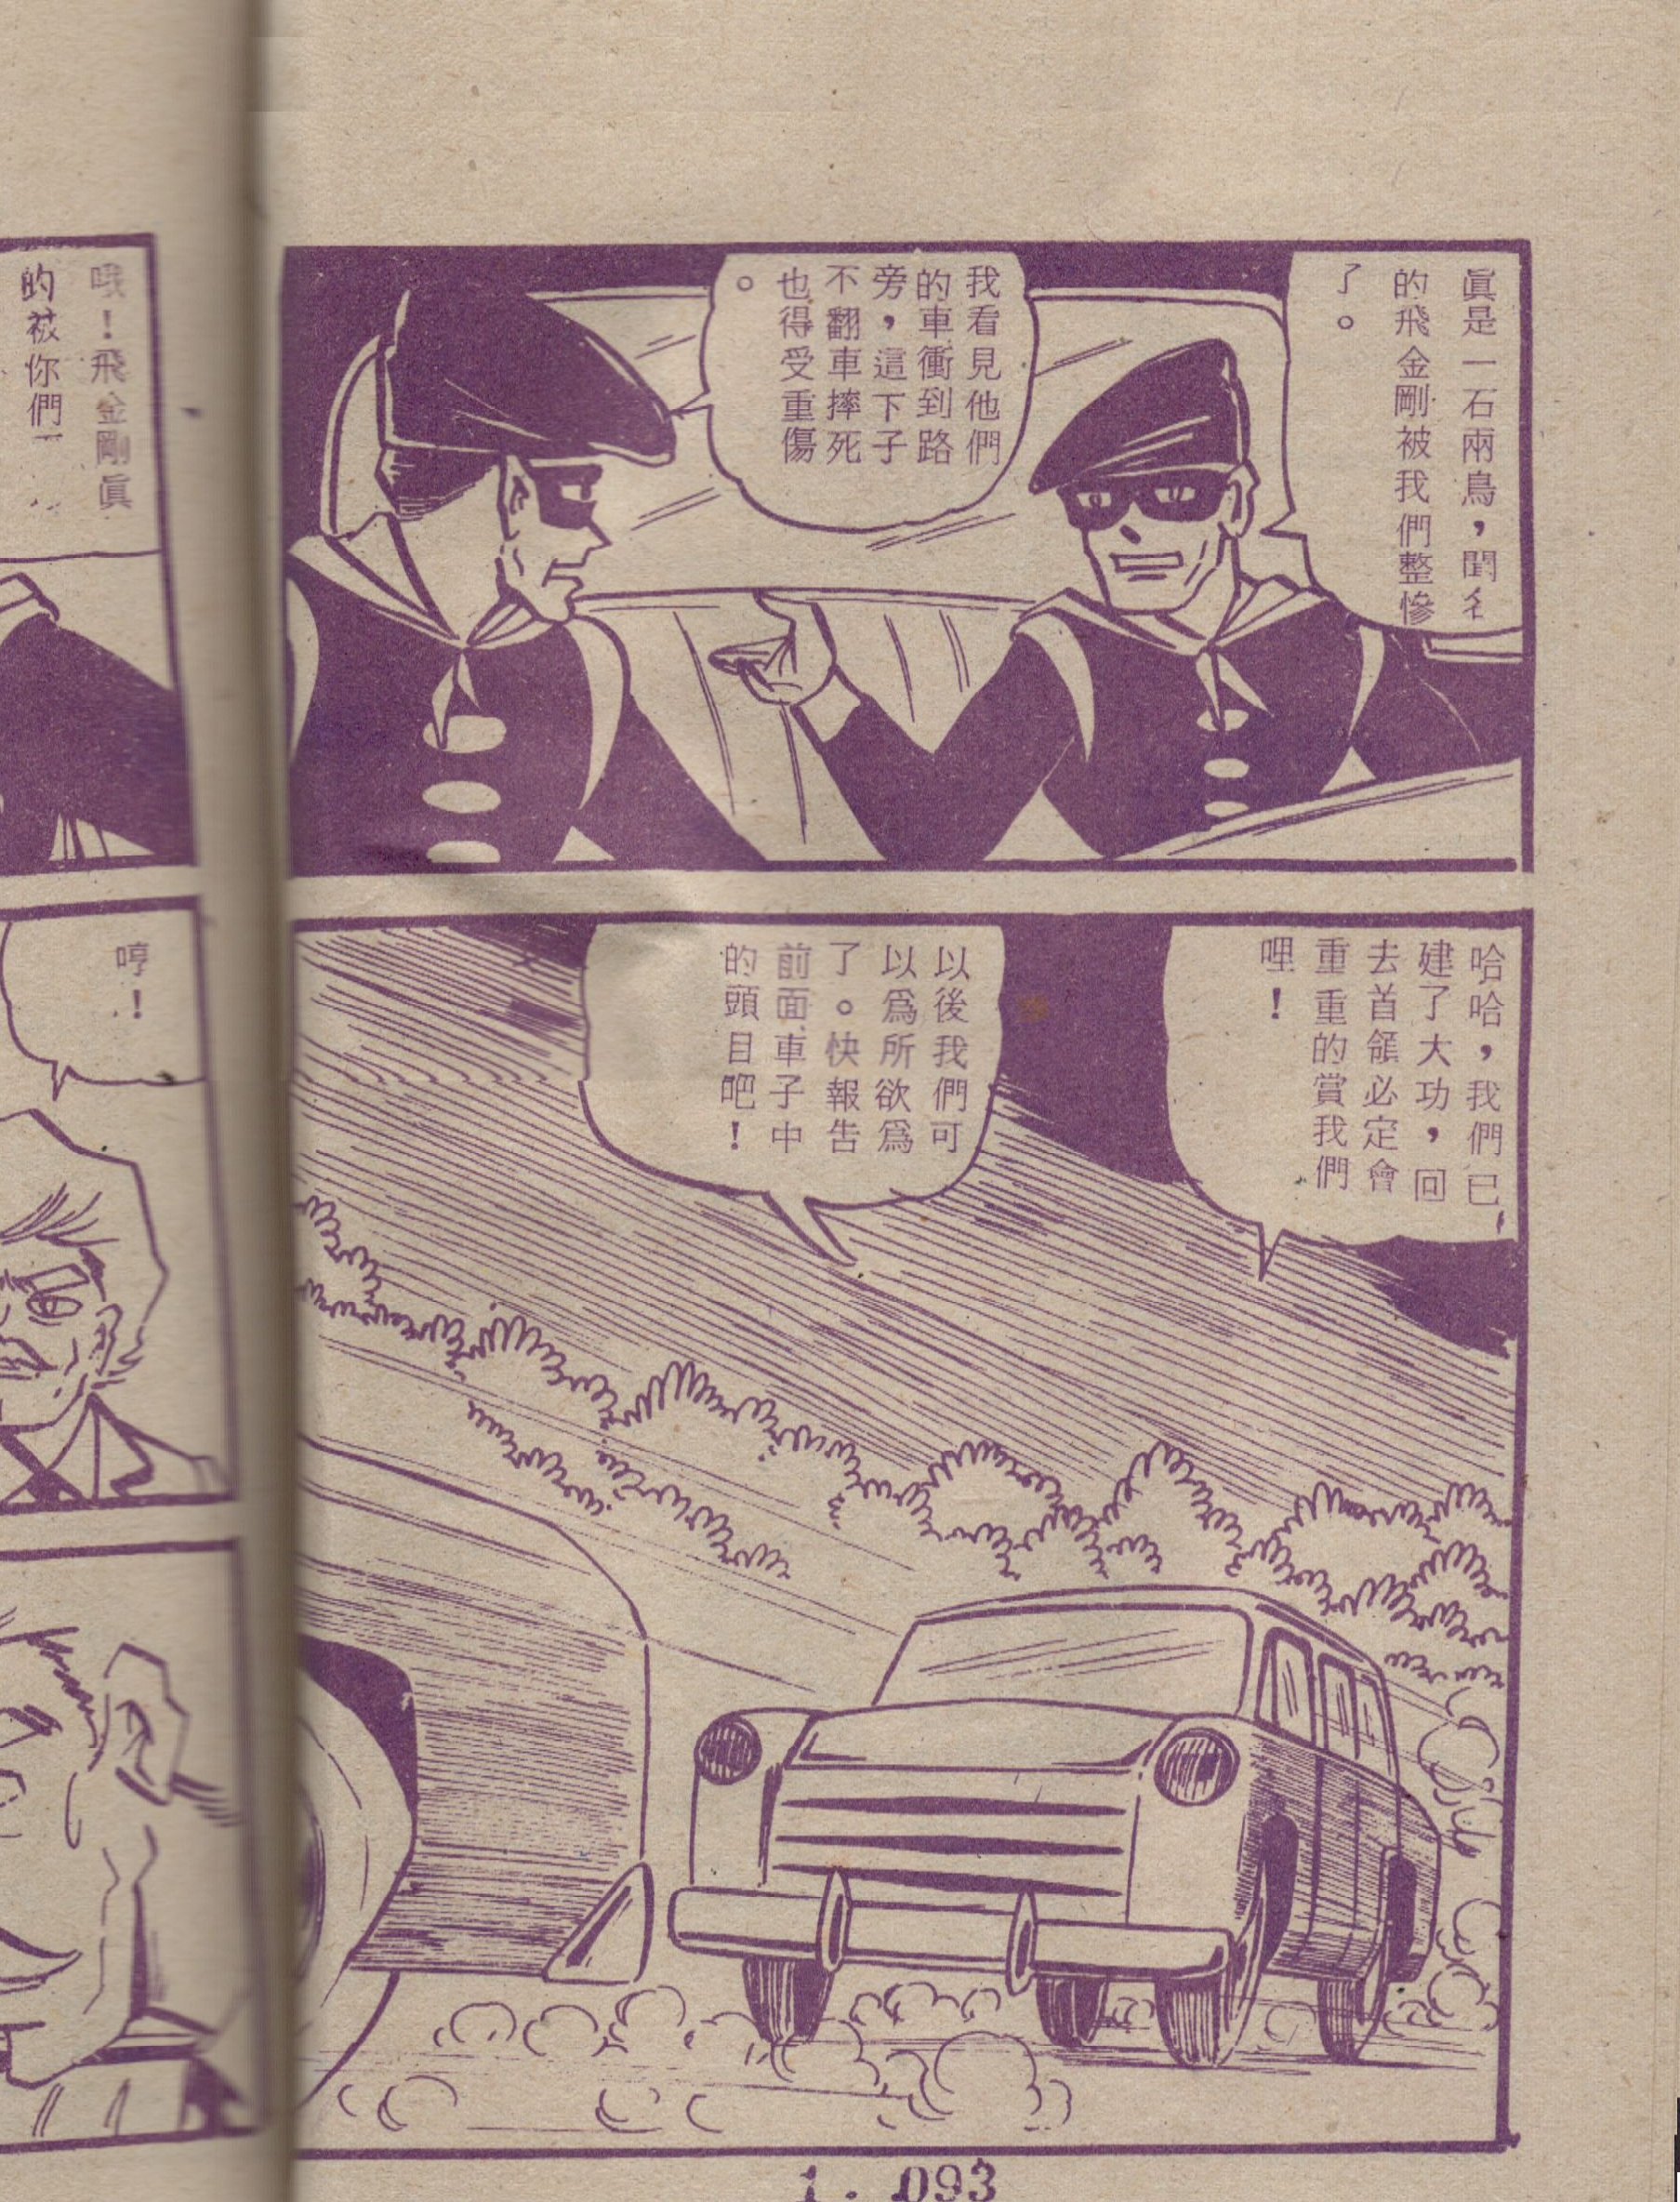 眞是一石兩鳥，聞名
的飛金剛被我們整慘
了。
我看見他們
的車衝到路
旁，這下子
不翻車摔死
也得受重傷
。
哈哈，我們已
建了大功，回
去首領必定會
重重的賞我們
哩！
以後我們可
以爲所欲爲
了。快報告
前面車子中
的頭目吧！
1．093
哦！飛金剛眞
的被你們
哼！